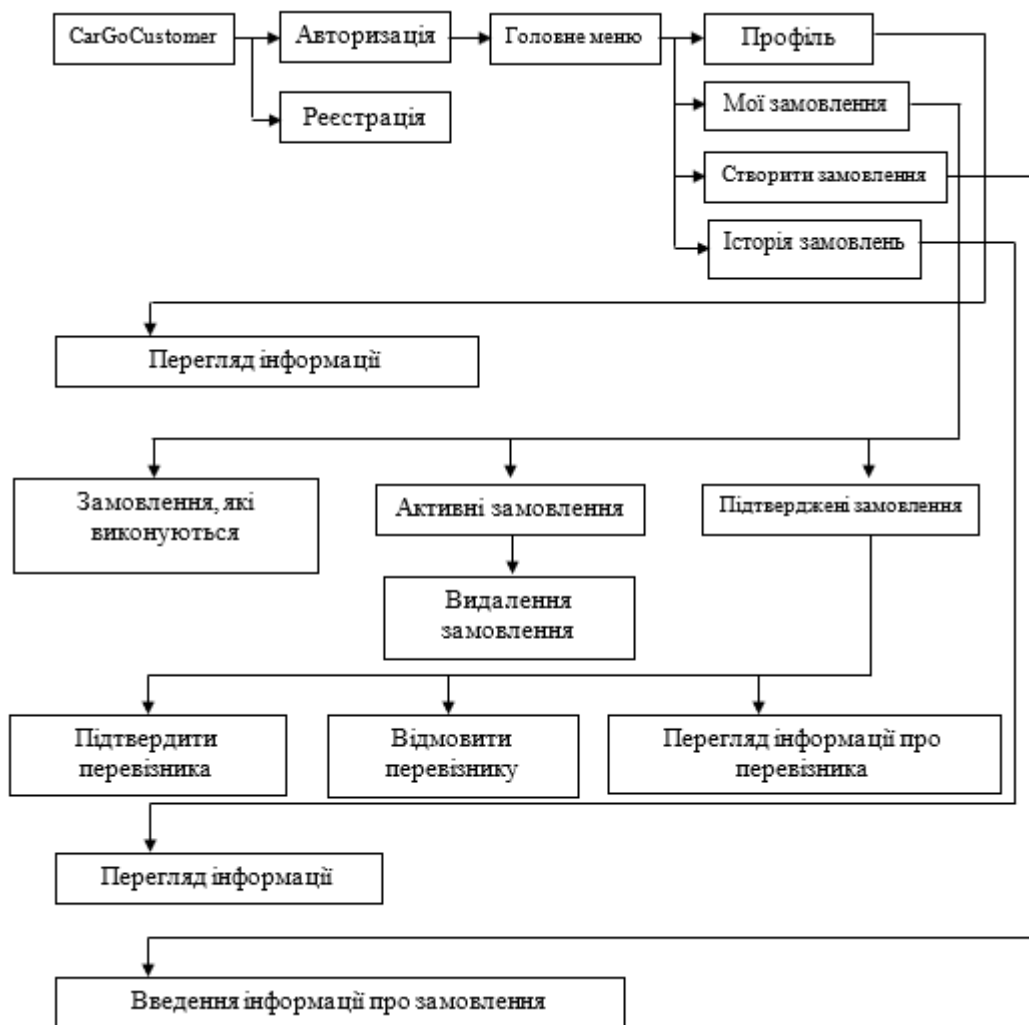 CarGoCustomer
Авторизація
Головне меню
Профіль
Реєстрація
Мої замовлення
Створити замовлення
Історія замовлень
Перегляд інформації
Замовлення, які
виконуються
Активні замовлення
Підтверджені замовлення
Видалення
замовлення
Підтвердити
перевізника
Відмовити
перевізнику
Перегляд інформації про
перевізника
Перегляд інформації
Введення інформації про замовлення